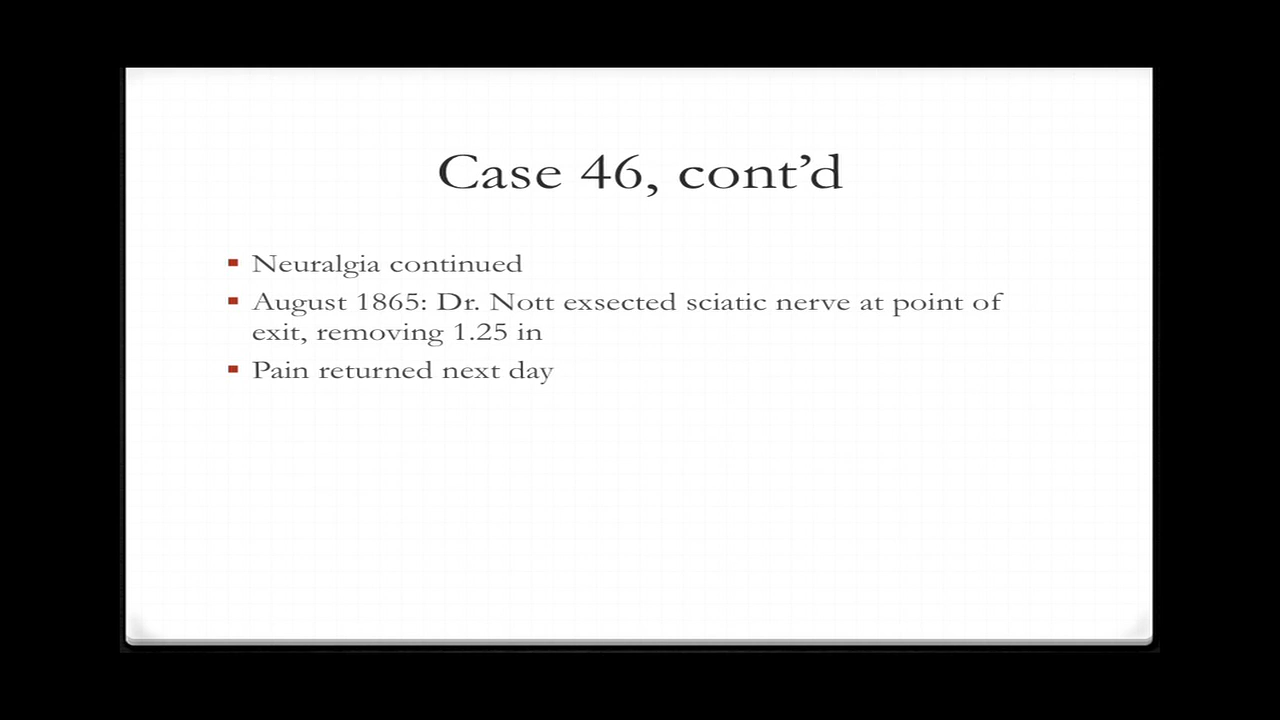 Case 46, cont’d
Neuralgia continued
August 1865: Dr. Nott exsected sciatic nerve at point of
exit, removing 1.25 in
Pain returned next day